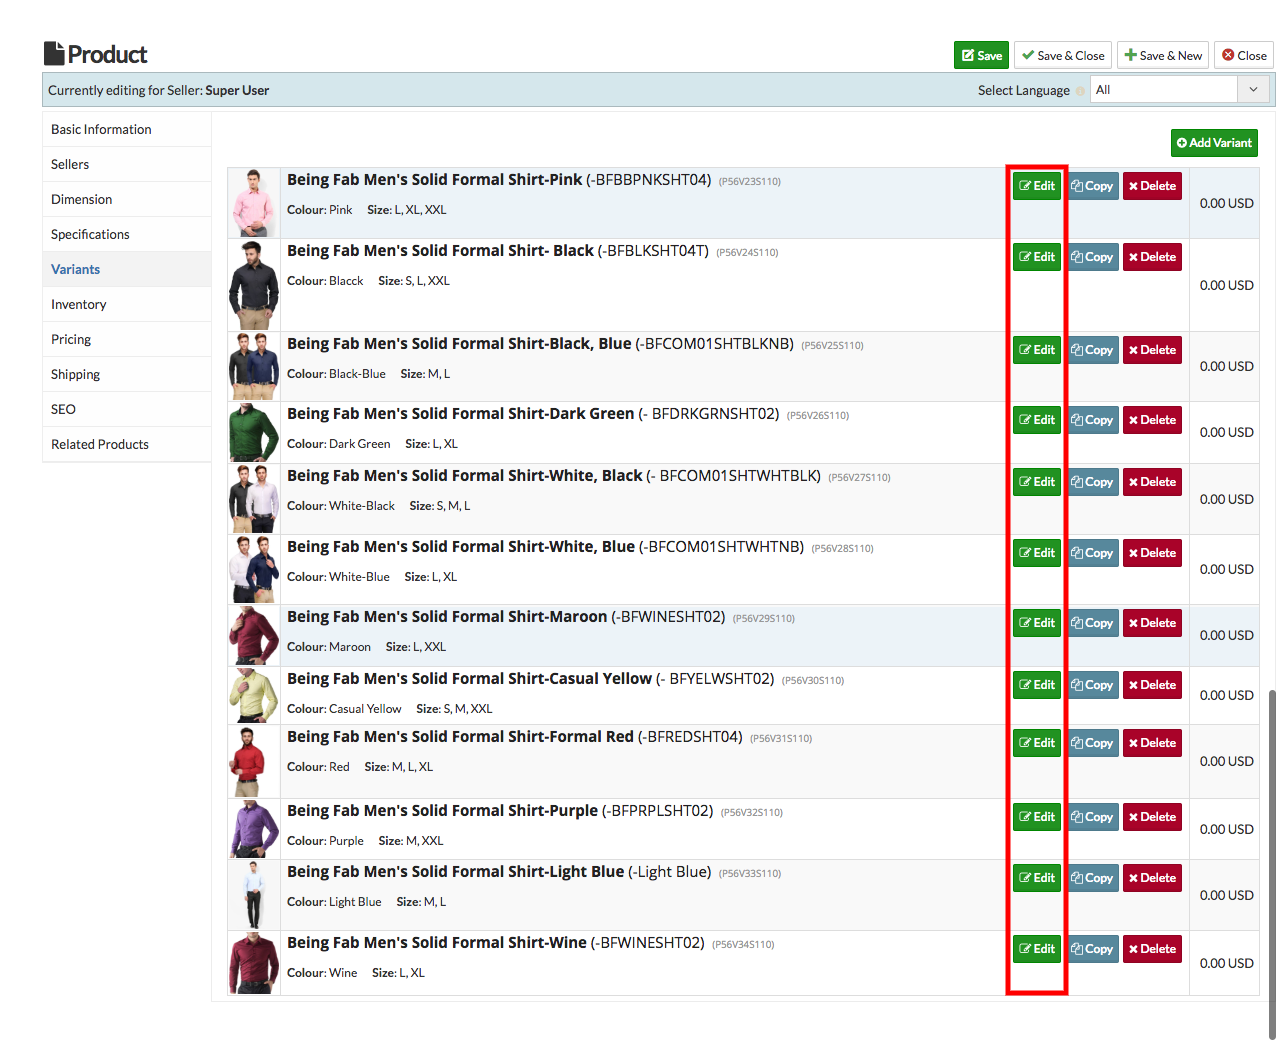 Product
Save Save & Close Save & New Close
Currently editing for Seller: Super User Select Language All
Basic Information
Sellers
Dimension
Specifications
Variants
Inventory
Pricing
Shipping
SEO
Related Products
Add Variant
Being Fab Men's Solid Formal Shirt-Pink (-BFBBPNKSHT04) (P56V23S110) Edit Copy Delete
Colour: Pink Size: L, XL, XXL 0.00 USD
Being Fab Men's Solid Formal Shirt- Black (-BFBLKSHT04T) (P56V24S110) Edit Copy Delete
Colour: Blacck Size: S, L, XXL 0.00 USD
Being Fab Men's Solid Formal Shirt-Black, Blue (-BFCOM01SHTBLKNB) (P56V25S110) Edit Copy Delete
Colour: Black-Blue Size: M, L 0.00 USD
Being Fab Men's Solid Formal Shirt-Dark Green (- BFDRKGRNSHT02) (P56V26S110) Edit Copy Delete
Colour: Dark Green Size: L, XL 0.00 USD
Being Fab Men's Solid Formal Shirt-White, Black (- BFCOM01SHTWHTBLK) (P56V27S110) Edit Copy Delete
Colour: White-Black Size: S, M, L 0.00 USD
Being Fab Men's Solid Formal Shirt-White, Blue (-BFCOM01SHTWHTNB) (P56V28S110) Edit Copy Delete
Colour: White-Blue Size: L, XL 0.00 USD
Being Fab Men's Solid Formal Shirt-Maroon (-BFWINESHT02) (P56V29S110) Edit Copy Delete
Colour: Maroon Size: L, XXL 0.00 USD
Being Fab Men's Solid Formal Shirt-Casual Yellow (- BFYELWSHT02) (P56V30S110) Edit Copy Delete
Colour: Casual Yellow Size: S, M, XXL 0.00 USD
Being Fab Men's Solid Formal Shirt-Formal Red (-BFREDSHT04) (P56V31S110) Edit Copy Delete
Colour: Red Size: M, L, XL 0.00 USD
Being Fab Men's Solid Formal Shirt-Purple (-BFPRPLSHT02) (P56V32S110) Edit Copy Delete
Colour: Purple Size: M, XXL 0.00 USD
Being Fab Men's Solid Formal Shirt-Light Blue (-Light Blue) (P56V33S110) Edit Copy Delete
Colour: Light Blue Size: M, L 0.00 USD
Being Fab Men's Solid Formal Shirt-Wine (-BFWINESHT02) (P56V34S110) Edit Copy Delete
Colour: Wine Size: L, XL 0.00 USD